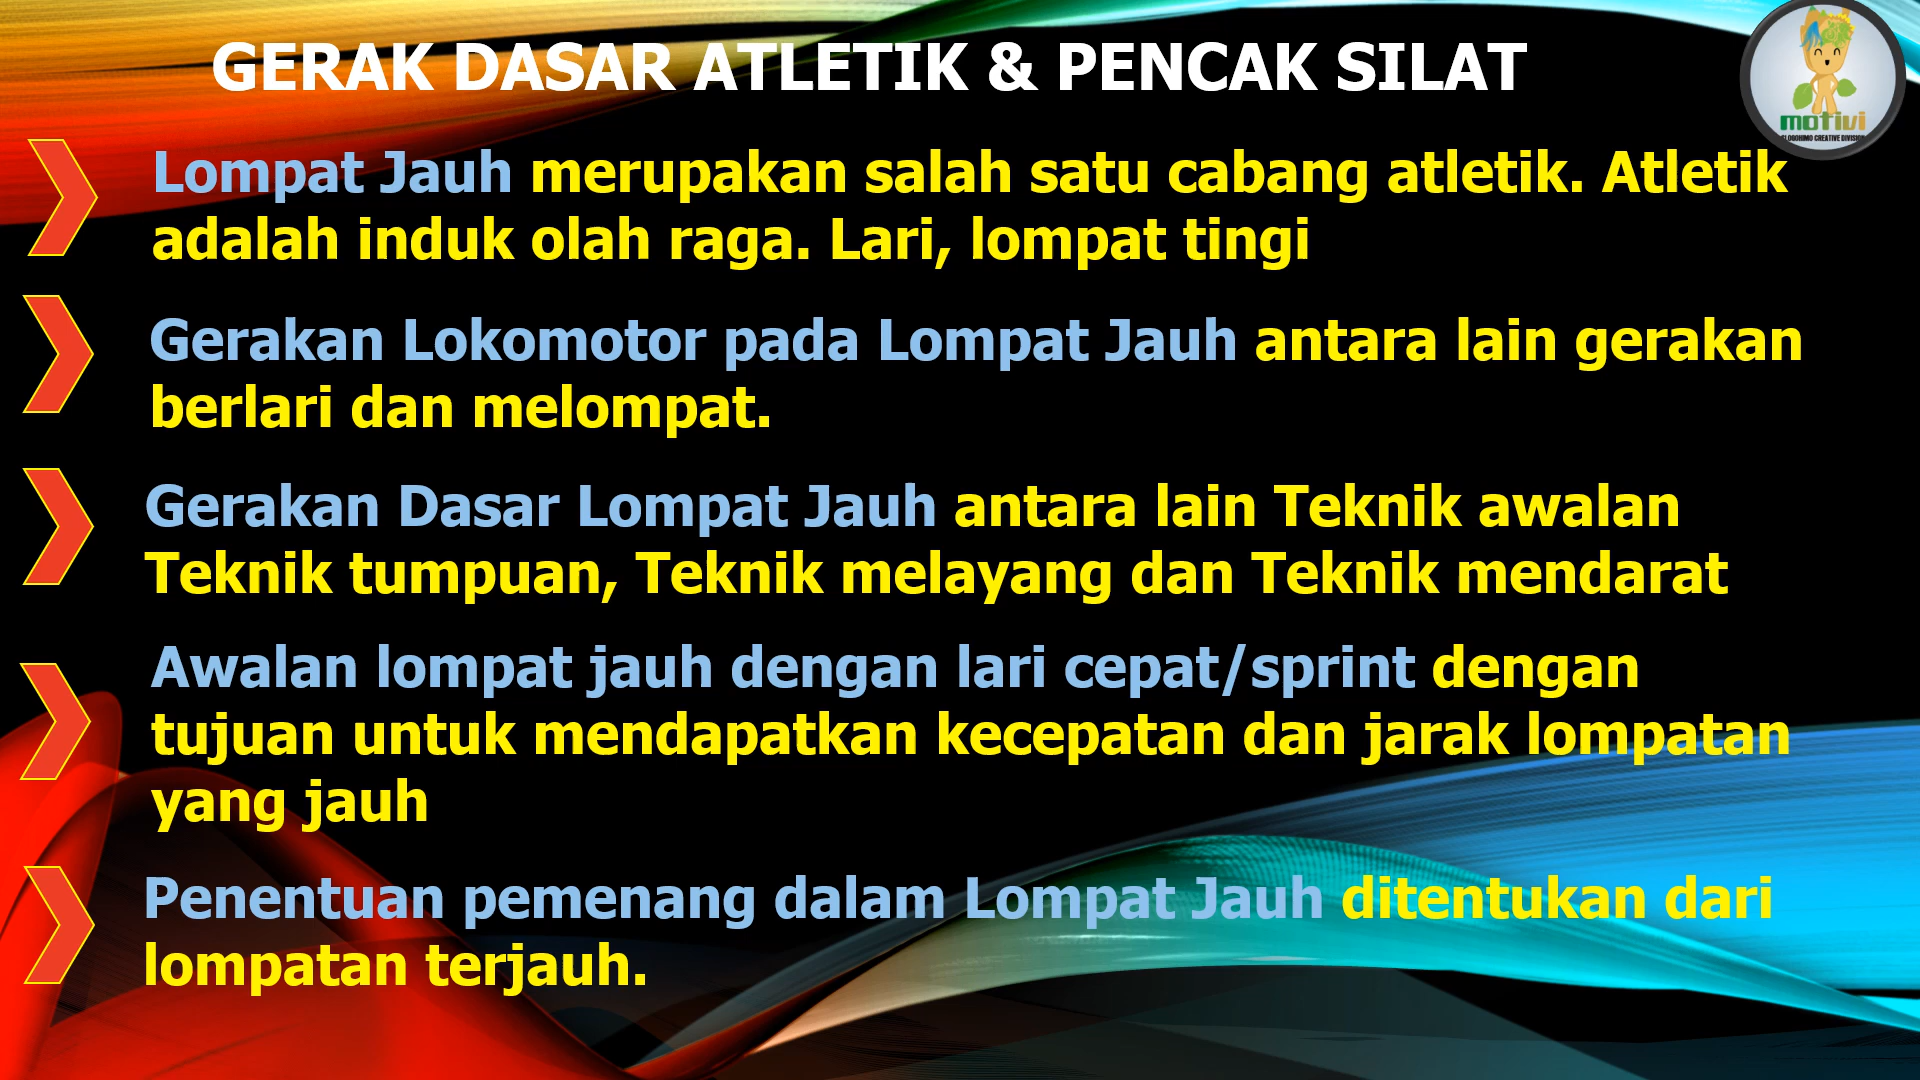 GERAK DASAR ATLETIK & PENCAK SILAT
motivi
SLOGOHIMO CREATIVE DIVISION
Lompat Jauh merupakan salah satu cabang atletik. Atletik
adalah induk olah raga. Lari, lompat tingi
Gerakan Lokomotor pada Lompat Jauh antara lain gerakan
berlari dan melompat.
Gerakan Dasar Lompat Jauh antara lain Teknik awalan
Teknik tumpuan, Teknik melayang dan Teknik mendarat
Awalan lompat jauh dengan lari cepat/sprint dengan
tujuan untuk mendapatkan kecepatan dan jarak lompatan
yang jauh
Penentuan pemenang dalam Lompat Jauh ditentukan dari
lompatan terjauh.